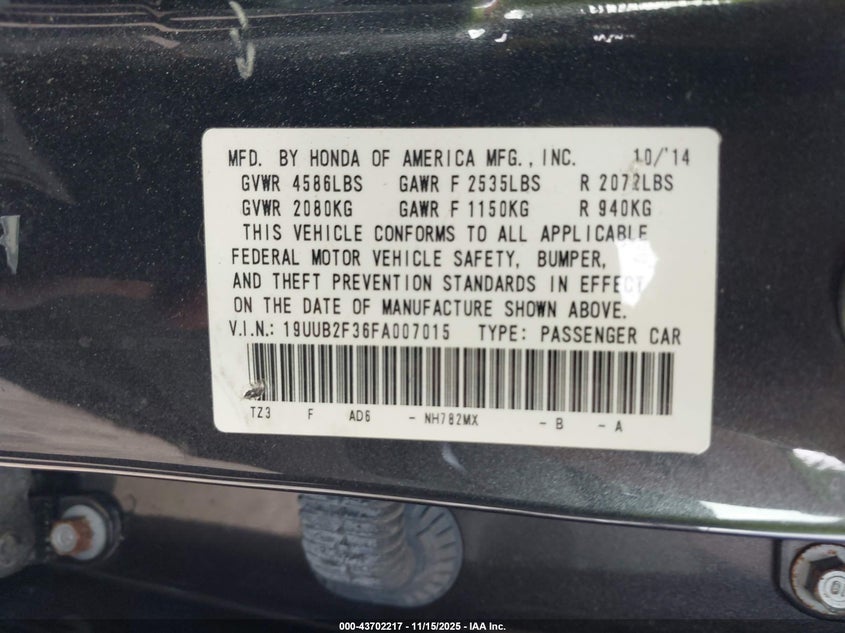 MFD. BY HONDA OF AMERICA MFG., INC. 10/'14
GVWR 4586LBS GAWR F 2535LBS R 2072LBS
GVWR 2080KG GAWR F 1150KG R 940KG
THIS VEHICLE CONFORMS TO ALL APPLICABLE
FEDERAL MOTOR VEHICLE SAFETY, BUMPER,
AND THEFT PREVENTION STANDARDS IN EFFECT
ON THE DATE OF MANUFACTURE SHOWN ABOVE.
V.I.N.: 19UUB2F36FA007015 TYPE: PASSENGER CAR
TZ3 F AD6 - NH782MX - B - A
000-43702217 - 11/15/2025 - IAA Inc.